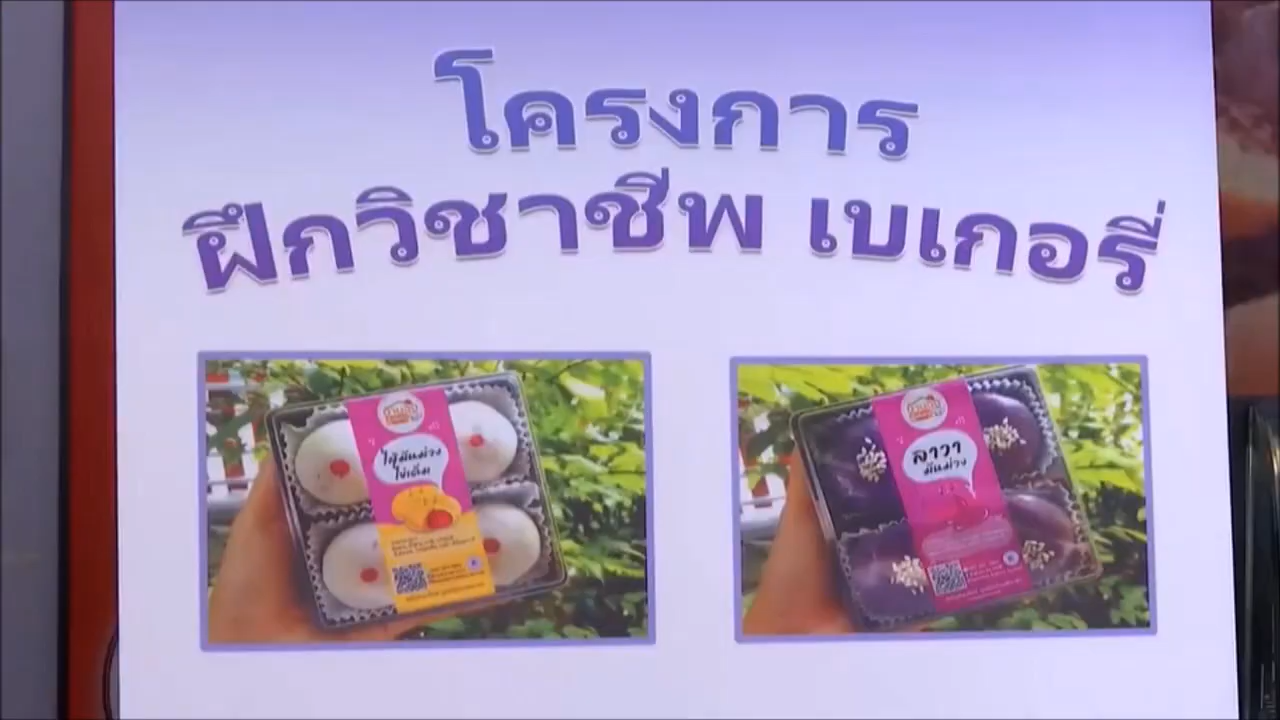 โครงการ
ฝึกวิชาชีพ เบเกอรี่
ไส้มันม่วง
ไข่เค็ม
ลาวา
มันม่วง